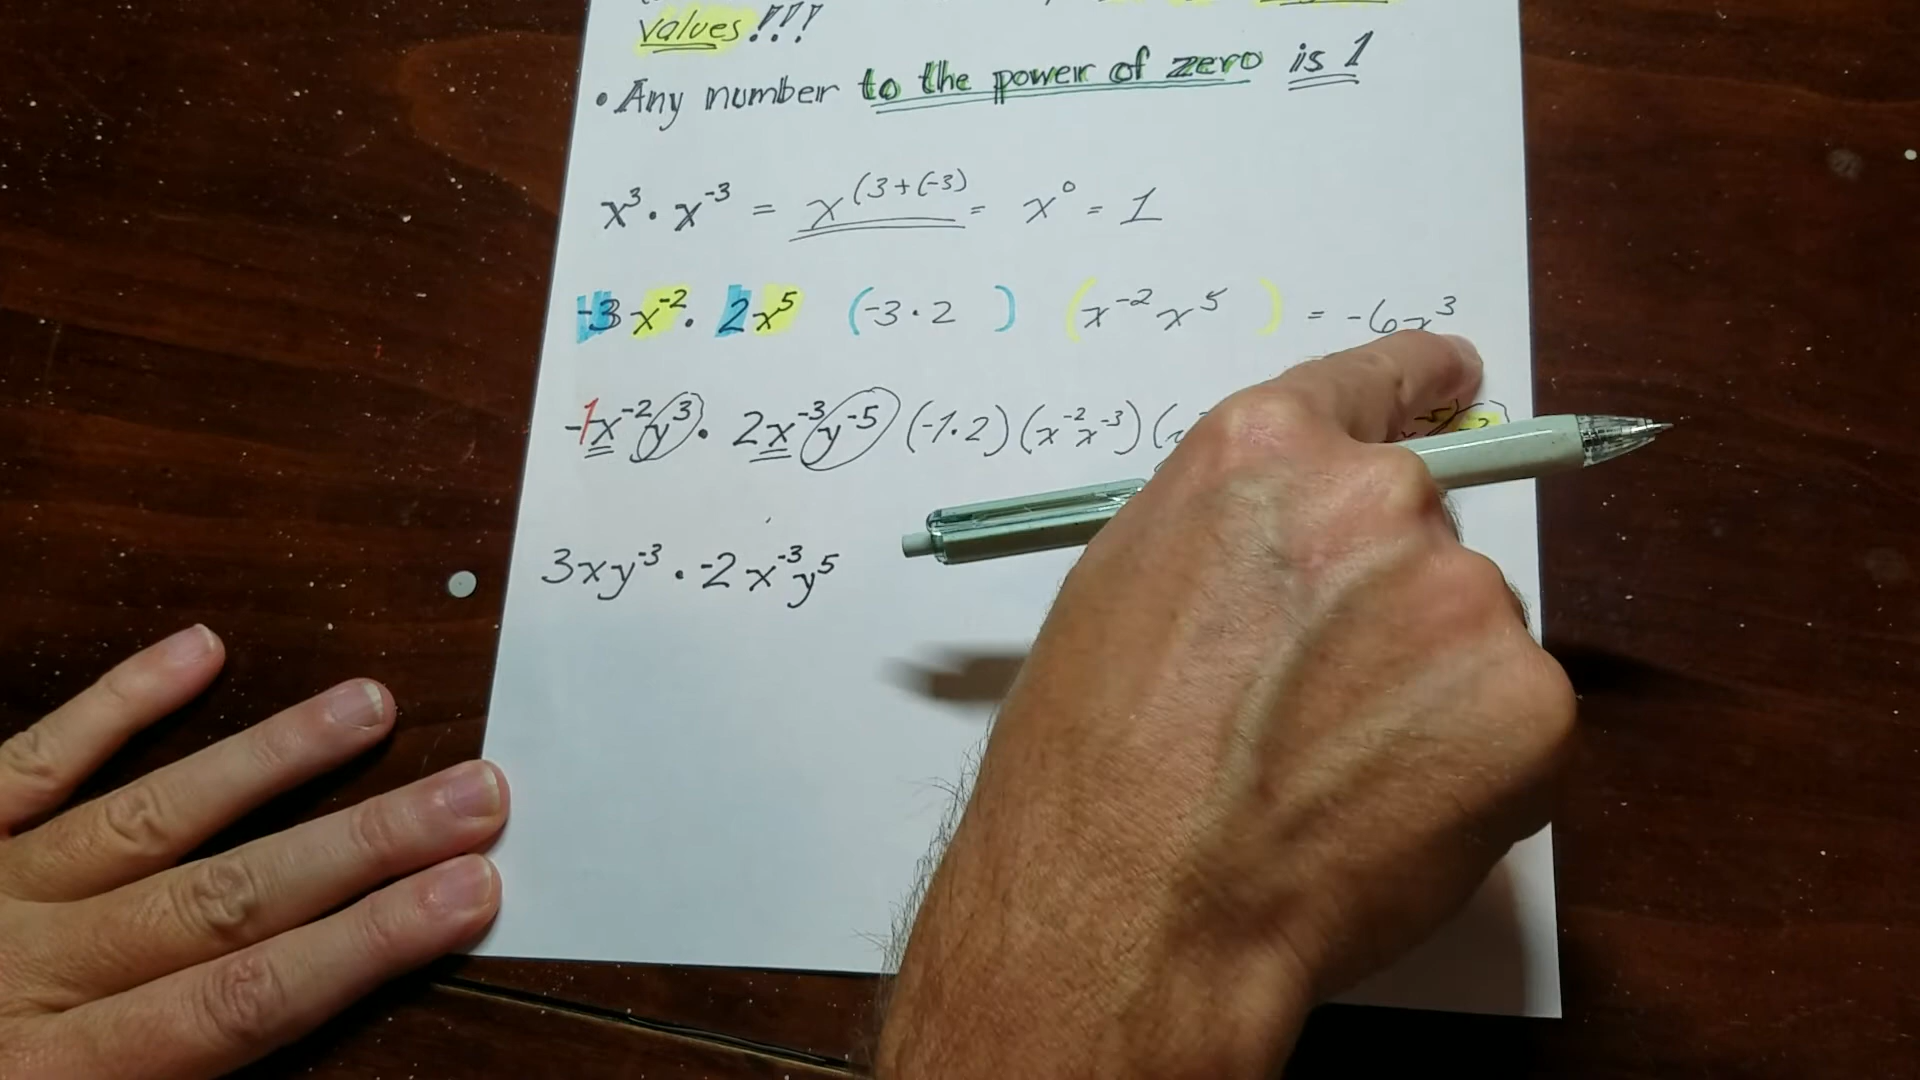 values!!!
• Any number to the power of zero is 1
x³ · x⁻³ = x^(3+(-3) = x⁰ = 1
-3x⁻² · 2x⁵ (-3 · 2 ) (x⁻² x⁵ ) = -6x³
-1x⁻²y³ · 2x⁻³y⁻⁵ (-1·2)(x⁻²x⁻³)(
3xy⁻³ · -2x⁻³y⁵